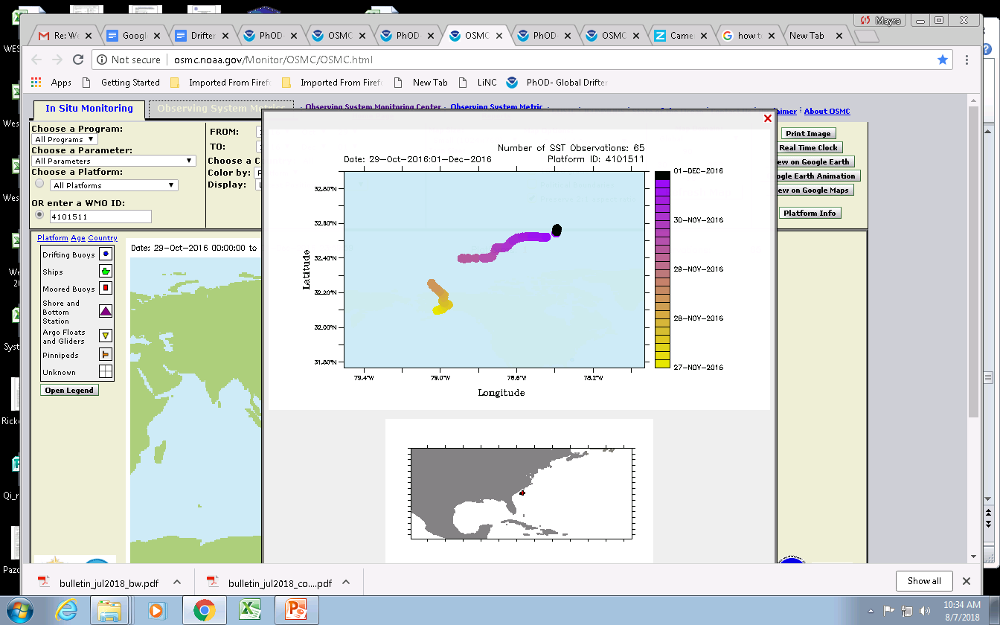 Mayra
Re: We
Googl
Drifter
PhOD-
OSMC
PhOD-
OSMC
PhOD
OSMC
Came
how t
New Tab
Not secure
osmc.noaa.gov/Monitor/OSMC/OSMC.html
Apps
Getting Started
Imported From Firef
Imported From Firef
New Tab
LiNC
PhOD- Global Drifter
In Situ Monitoring
Observing System Metrics
Observing System Monitoring Center
Observing System Metric
aimer
About OSMC
Choose a Program:
All Programs
Choose a Parameter:
All Parameters
Choose a Platform:
All Platforms
OR enter a WMO ID:
4101511
FROM:
TO:
Choose a C
Color by:
Display:
Print Image
Real Time Clock
ew on Google Earth
ogle Earth Animation
ew on Google Maps
Platform Info
Platform Age Country
Drifting Buoys
Ships
Moored Buoys
Shore and
Bottom
Station
Argo Floats
and Gliders
Pinnipeds
Unknown
Open Legend
Date: 29-Oct-2016 00:00:00 to
Number of SST Observations: 65
Date: 29-Oct-2016:01-Dec-2016
Platform ID: 4101511
32.80°N
32.60°N
32.40°N
32.20°N
32.00°N
31.80°N
Latitude
79.4°W
79.0°W
78.6°W
78.2°W
Longitude
01-DEC-2016
30-NOV-2016
29-NOV-2016
28-NOV-2016
27-NOV-2016
WES
Wes
Wes
We
20
Syst
Ricke
Qi_r
Pazo
bulletin_jul2018_bw.pdf
bulletin_jul2018_co....pdf
Show all
10:34 AM
8/7/2018